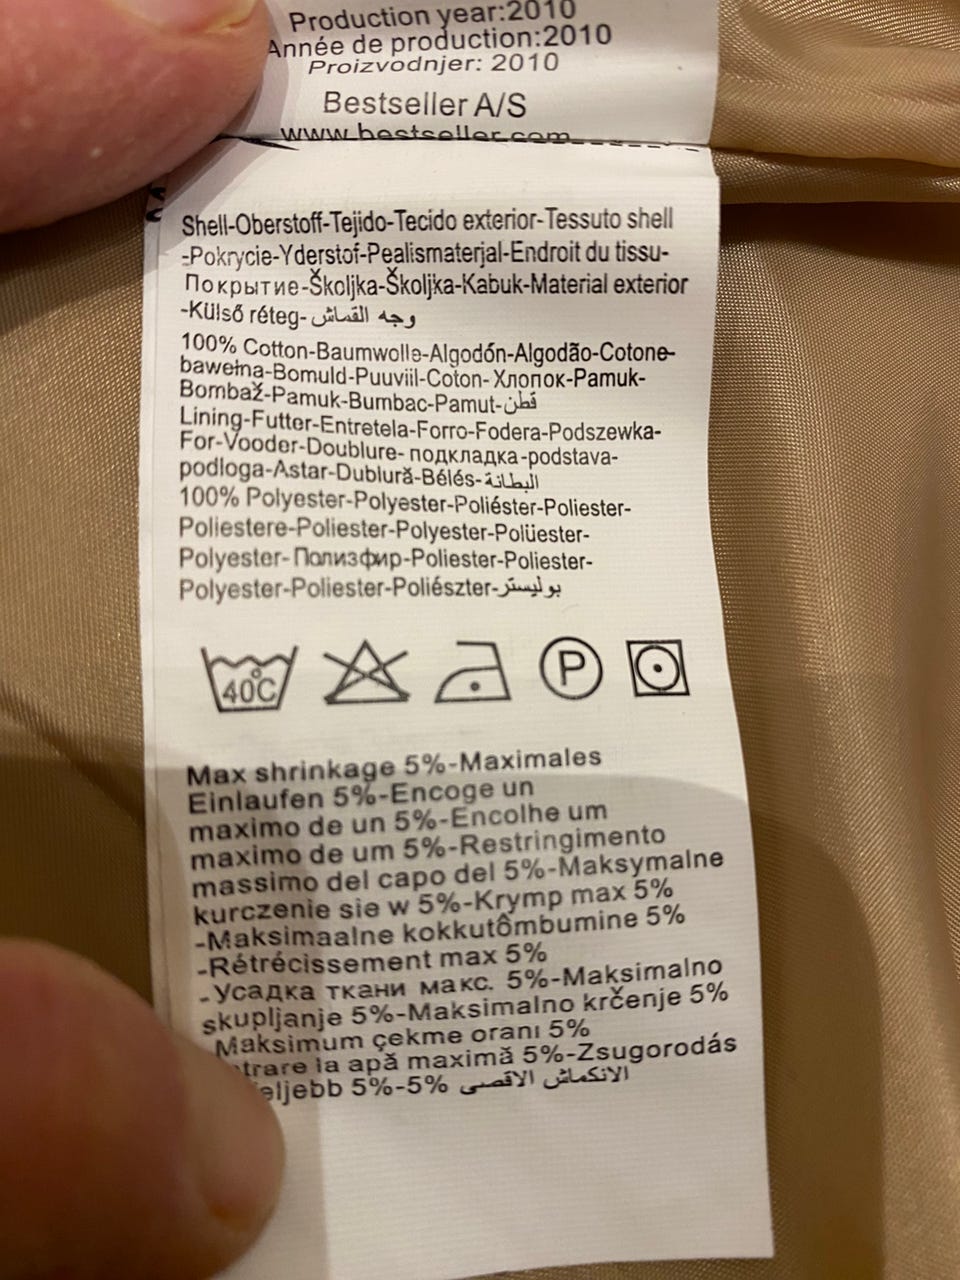 Production year:2010
Année de production:2010
Proizvodnjer: 2010
Bestseller A/S
www.bestseller.com
Shell-Oberstoff-Tejido-Tecido exterior-Tessuto shell
-Pokrycie-Yderstof-Pealismaterjal-Endroit du tissu-
Покрытие-Školjka-Školjka-Kabuk-Material exterior
-Külső réteg- وجه القماش
100% Cotton-Baumwolle-Algodón-Algodão-Cotone-
bawełna-Bomuld-Puuviil-Coton- Хлопок-Pamuk-
Bombaž-Pamuk-Bumbac-Pamut-قطن
Lining-Futter-Entretela-Forro-Fodera-Podszewka-
For-Vooder-Doublure- подкладка-podstava-
podloga-Astar-Dublură-Bélés-البطانة
100% Polyester-Polyester-Poliéster-Poliester-
Poliestere-Poliester-Polyester-Polüester-
Polyester- Полиэфир-Poliester-Poliester-
Polyester-Poliester-Poliészter-بوليستر
40°C P
Max shrinkage 5%-Maximales
Einlaufen 5%-Encoge un
maximo de un 5%-Encolhe um
maximo de um 5%-Restringimento
massimo del capo del 5%-Maksymalne
kurczenie sie w 5%-Krymp max 5%
-Maksimaalne kokkutômbumine 5%
-Rétrécissement max 5%
-Усадка ткани макс. 5%-Maksimalno
skupljanje 5%-Maksimalno krčenje 5%
-Maksimum çekme oranı 5%
la apă maximă 5%-Zsugorodás
5%-5% الانكماش الاقصى